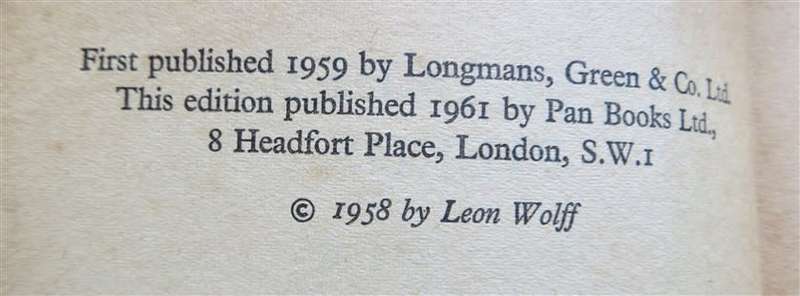 First published 1959 by Longmans, Green & Co. Ltd.
This edition published 1961 by Pan Books Ltd.,
8 Headfort Place, London, S.W.1
© 1958 by Leon Wolff